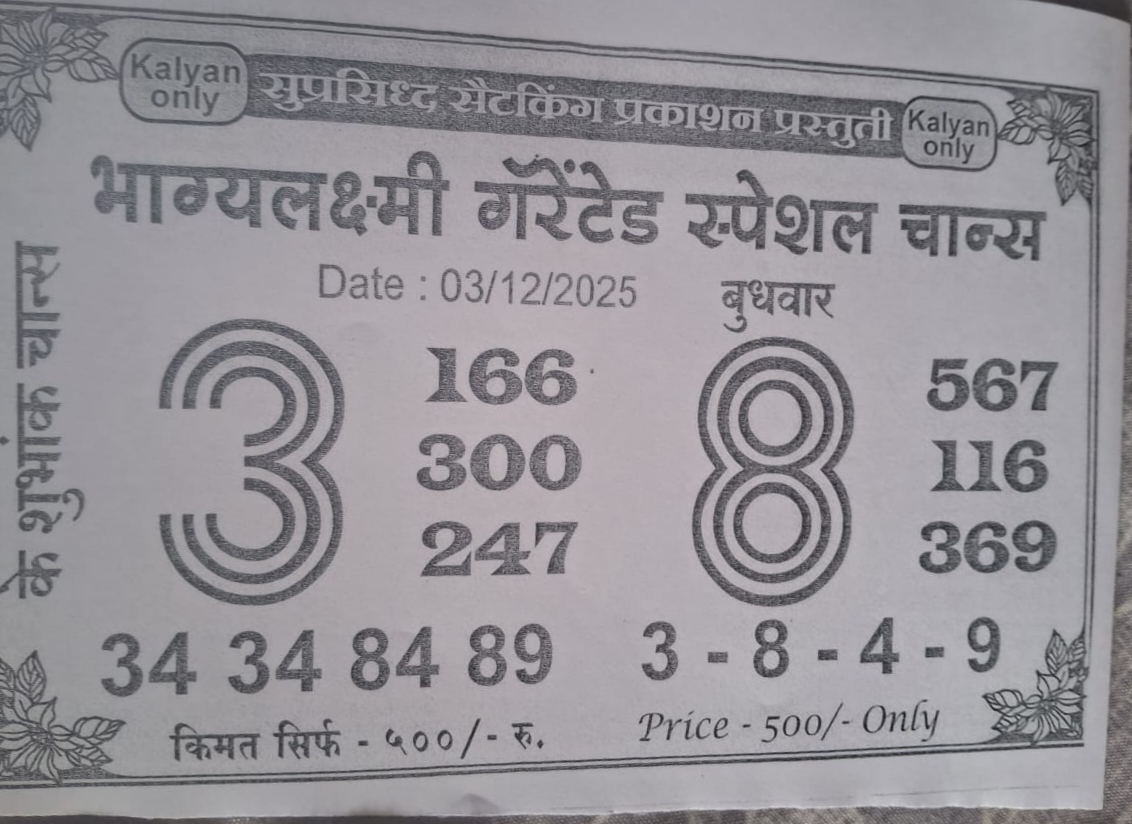 Kalyan only सुप्रसिध्द सैटकिंग प्रकाशन प्रस्तुती Kalyan only
भाग्यलक्ष्मी गॅरेंटेड स्पेशल चान्स
Date : 03/12/2025 बुधवार
के शुभांक चान्स
3 166 8 567
300 116
247 369
34 34 84 89 3 - 8 - 4 - 9
किमत सिर्फ - ५००/- रु. Price - 500/- Only